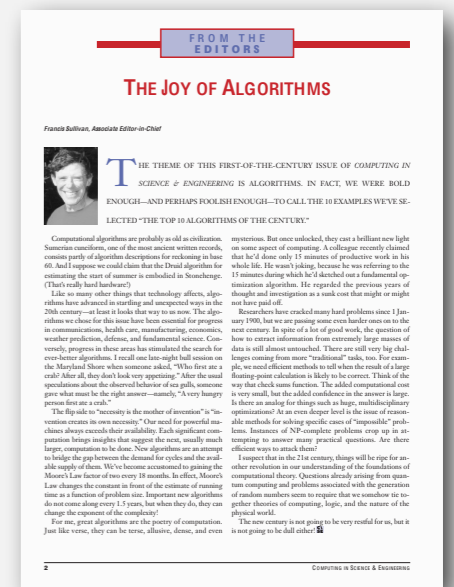 FROM THE
EDITORS
THE JOY OF ALGORITHMS
Francis Sullivan, Associate Editor-in-Chief
THE THEME OF THIS FIRST-OF-THE-CENTURY ISSUE OF COMPUTING IN
SCIENCE & ENGINEERING IS ALGORITHMS. IN FACT, WE WERE BOLD
ENOUGH—AND PERHAPS FOOLISH ENOUGH—TO CALL THE 10 EXAMPLES WE'VE SE-
LECTED "THE TOP 10 ALGORITHMS OF THE CENTURY."
Computational algorithms are probably as old as civilization.
Sumerian cuneiform, one of the most ancient written records,
consists partly of algorithm descriptions for reckoning in base
60. And I suppose we could claim that the Druid algorithm for
estimating the start of summer is embodied in Stonehenge.
(That's really hard hardware!)
Like so many other things that technology affects, algo-
rithms have advanced in startling and unexpected ways in the
20th century—at least it looks that way to us now. The algo-
rithms we chose for this issue have been essential for progress
in communications, health care, manufacturing, economics,
weather prediction, defense, and fundamental science. Con-
versely, progress in these areas has stimulated the search for
ever-better algorithms. I recall one late-night bull session on
the Maryland Shore when someone asked, "Who first ate a
crab? After all, they don't look very appetizing." After the usual
speculations about the observed behavior of sea gulls, someone
gave what must be the right answer—namely, "A very hungry
person first ate a crab."
The flip side to "necessity is the mother of invention" is "in-
vention creates its own necessity." Our need for powerful ma-
chines always exceeds their availability. Each significant com-
putation brings insights that suggest the next, usually much
larger, computation to be done. New algorithms are an attempt
to bridge the gap between the demand for cycles and the avail-
able supply of them. We've become accustomed to gaining the
Moore's Law factor of two every 18 months. In effect, Moore's
Law changes the constant in front of the estimate of running
time as a function of problem size. Important new algorithms
do not come along every 1.5 years, but when they do, they can
change the exponent of the complexity!
For me, great algorithms are the poetry of computation.
Just like verse, they can be terse, allusive, dense, and even
mysterious. But once unlocked, they cast a brilliant new light
on some aspect of computing. A colleague recently claimed
that he'd done only 15 minutes of productive work in his
whole life. He wasn't joking, because he was referring to the
15 minutes during which he'd sketched out a fundamental op-
timization algorithm. He regarded the previous years of
thought and investigation as a sunk cost that might or might
not have paid off.
Researchers have cracked many hard problems since 1 Jan-
uary 1900, but we are passing some even harder ones on to the
next century. In spite of a lot of good work, the question of
how to extract information from extremely large masses of
data is still almost untouched. There are still very big chal-
lenges coming from more "traditional" tasks, too. For exam-
ple, we need efficient methods to tell when the result of a large
floating-point calculation is likely to be correct. Think of the
way that check sums function. The added computational cost
is very small, but the added confidence in the answer is large.
Is there an analog for things such as huge, multidisciplinary
optimizations? At an even deeper level is the issue of reason-
able methods for solving specific cases of "impossible" prob-
lems. Instances of NP-complete problems crop up in at-
tempting to answer many practical questions. Are there
efficient ways to attack them?
I suspect that in the 21st century, things will be ripe for an-
other revolution in our understanding of the foundations of
computational theory. Questions already arising from quan-
tum computing and problems associated with the generation
of random numbers seem to require that we somehow tie to-
gether theories of computing, logic, and the nature of the
physical world.
The new century is not going to be very restful for us, but it
is not going to be dull either!
2
COMPUTING IN SCIENCE & ENGINEERING